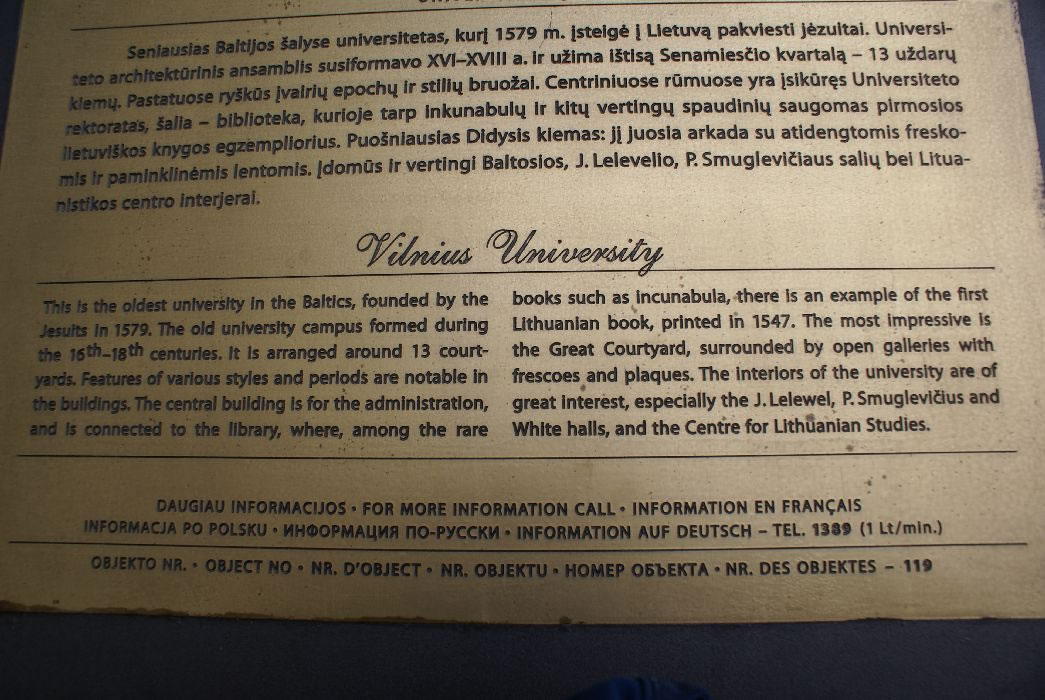 Seniausias Baltijos šalyse universitetas, kurį 1579 m. įsteigė į Lietuvą pakviesti jėzuitai. Universi-
teto architektūrinis ansamblis susiformavo XVI–XVIII a. ir užima ištisą Senamiesčio kvartalą – 13 uždarų
kiemų. Pastatuose ryškūs įvairių epochų ir stilių bruožai. Centriniuose rūmuose yra įsikūręs Universiteto
rektoratas, šalia – biblioteka, kurioje tarp inkunabulų ir kitų vertingų spaudinių saugomas pirmosios
lietuviškos knygos egzempliorius. Puošniausias Didysis kiemas: jį juosia arkada su atidengtomis fresko-
mis ir paminklinėmis lentomis. Įdomūs ir vertingi Baltosios, J. Lelevelio, P. Smuglevičiaus salių bei Litua-
nistikos centro interjerai.
Vilnius University
This is the oldest university in the Baltics, founded by the
Jesuits in 1579. The old university campus formed during
the 16th–18th centuries. It is arranged around 13 court-
yards. Features of various styles and periods are notable in
the buildings. The central building is for the administration,
and is connected to the library, where, among the rare
books such as incunabula, there is an example of the first
Lithuanian book, printed in 1547. The most impressive is
the Great Courtyard, surrounded by open galleries with
frescoes and plaques. The interiors of the university are of
great interest, especially the J. Lelewel, P. Smuglevičius and
White halls, and the Centre for Lithuanian Studies.
DAUGIAU INFORMACIJOS • FOR MORE INFORMATION CALL • INFORMATION EN FRANÇAIS
INFORMACJA PO POLSKU • ИНФОРМАЦИЯ ПО-РУССКИ • INFORMATION AUF DEUTSCH – TEL. 1389 (1 Lt/min.)
OBJEKTO NR. • OBJECT NO • NR. D'OBJECT • NR. OBJEKTU • НОМЕР ОБЪЕКТА • NR. DES OBJEKTES – 119